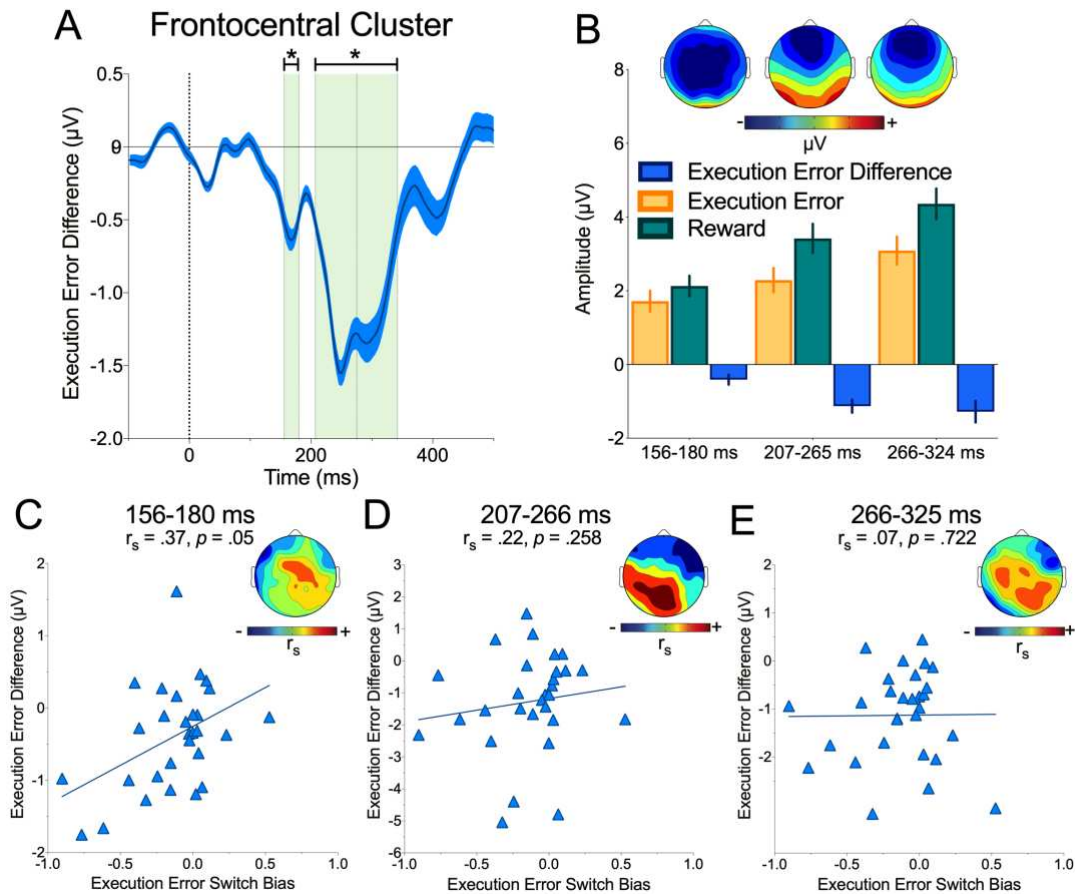 A
Frontocentral Cluster
*
*
0.5
0
-0.5
-1.0
-1.5
-2.0
Execution Error Difference (µV)
0
200
400
Time (ms)
B
-
+
µV
Execution Error Difference
Execution Error
Reward
8
6
4
2
0
-2
Amplitude (µV)
156-180 ms
207-265 ms
266-324 ms
C
156-180 ms
rs = .37, p = .05
-
+
rs
2
1
0
-1
-2
Execution Error Difference (µV)
-1.0
-0.5
0.0
0.5
1.0
Execution Error Switch Bias
D
207-266 ms
rs = .22, p = .258
-
+
rs
3
2
1
0
-1
-2
-3
-4
-5
-6
Execution Error Difference (µV)
-1.0
-0.5
0.0
0.5
1.0
Execution Error Switch Bias
E
266-325 ms
rs = .07, p = .722
-
+
rs
2
1
0
-1
-2
Execution Error Difference (µV)
-1.0
-0.5
0.0
0.5
1.0
Execution Error Switch Bias